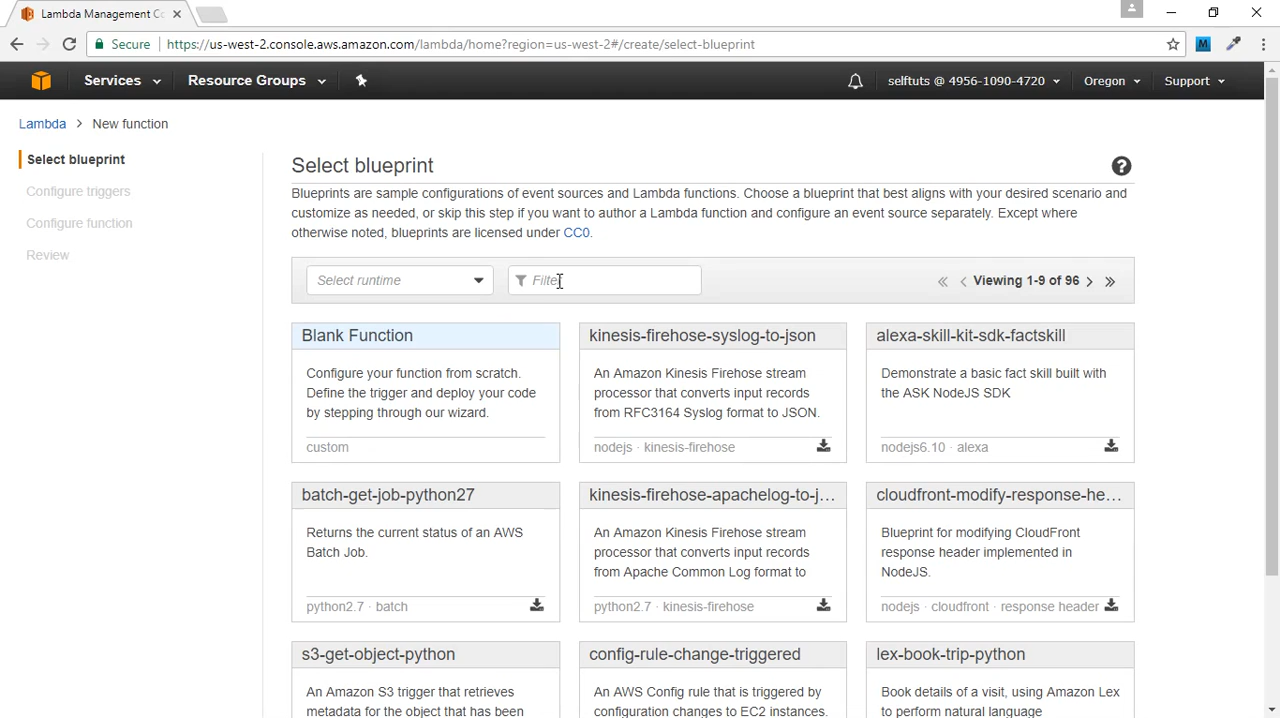 Lambda Management Co
Secure
https://us-west-2.console.aws.amazon.com/lambda/home?region=us-west-2#/create/select-blueprint
M
Services
Resource Groups
selftuts @ 4956-1090-4720
Oregon
Support
Lambda > New function
Select blueprint
Configure triggers
Configure function
Review
Select blueprint
?
Blueprints are sample configurations of event sources and Lambda functions. Choose a blueprint that best aligns with your desired scenario and
customize as needed, or skip this step if you want to author a Lambda function and configure an event source separately. Except where
otherwise noted, blueprints are licensed under CC0.
Select runtime
Filter
« ‹ Viewing 1-9 of 96 › »
Blank Function
Configure your function from scratch.
Define the trigger and deploy your code
by stepping through our wizard.
custom
kinesis-firehose-syslog-to-json
An Amazon Kinesis Firehose stream
processor that converts input records
from RFC3164 Syslog format to JSON.
nodejs · kinesis-firehose
alexa-skill-kit-sdk-factskill
Demonstrate a basic fact skill built with
the ASK NodeJS SDK
nodejs6.10 · alexa
batch-get-job-python27
Returns the current status of an AWS
Batch Job.
python2.7 · batch
kinesis-firehose-apachelog-to-j...
An Amazon Kinesis Firehose stream
processor that converts input records
from Apache Common Log format to
python2.7 · kinesis-firehose
cloudfront-modify-response-he...
Blueprint for modifying CloudFront
response header implemented in
NodeJS.
nodejs · cloudfront · response header
s3-get-object-python
An Amazon S3 trigger that retrieves
metadata for the object that has been
config-rule-change-triggered
An AWS Config rule that is triggered by
configuration changes to EC2 instances.
lex-book-trip-python
Book details of a visit, using Amazon Lex
to perform natural language